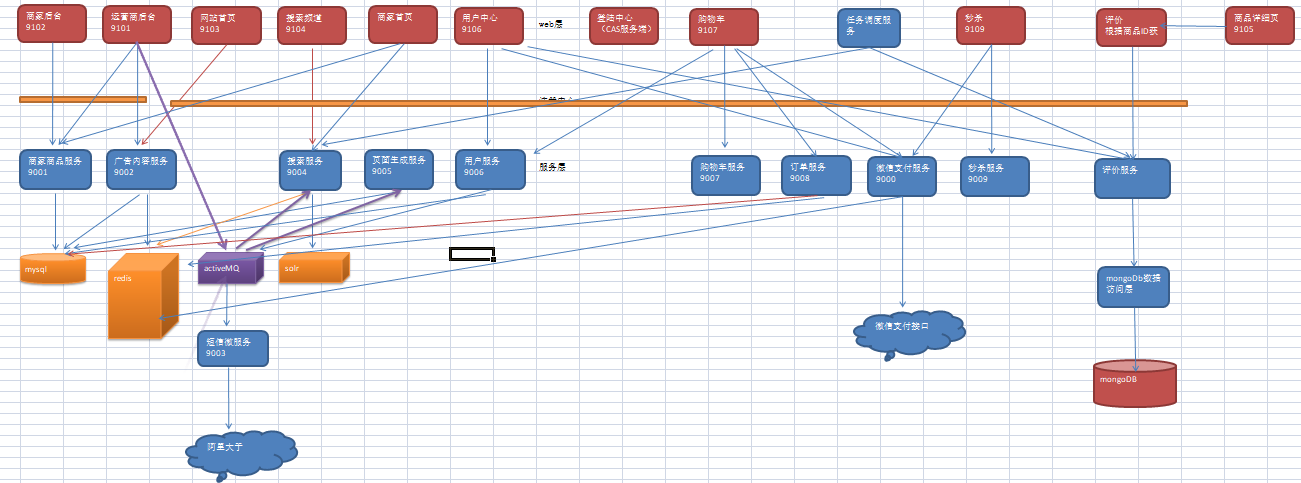 商家后台
9102
运营商后台
9101
网站首页
9103
搜索频道
9104
商家首页
用户中心
9106
web层
登陆中心
（CAS服务端）
购物车
9107
任务调度服
务
秒杀
9109
评价
根据商品ID获
商品详细页
9105
注册中心
商家商品服务
9001
广告内容服务
9002
搜索服务
9004
页面生成服务
9005
用户服务
9006
服务层
购物车服务
9007
订单服务
9008
微信支付服务
9000
秒杀服务
9009
评价服务
mysql
redis
activeMQ
solr
mongoDb数据
访问层
短信微服务
9003
微信支付接口
mongoDB
阿里大于